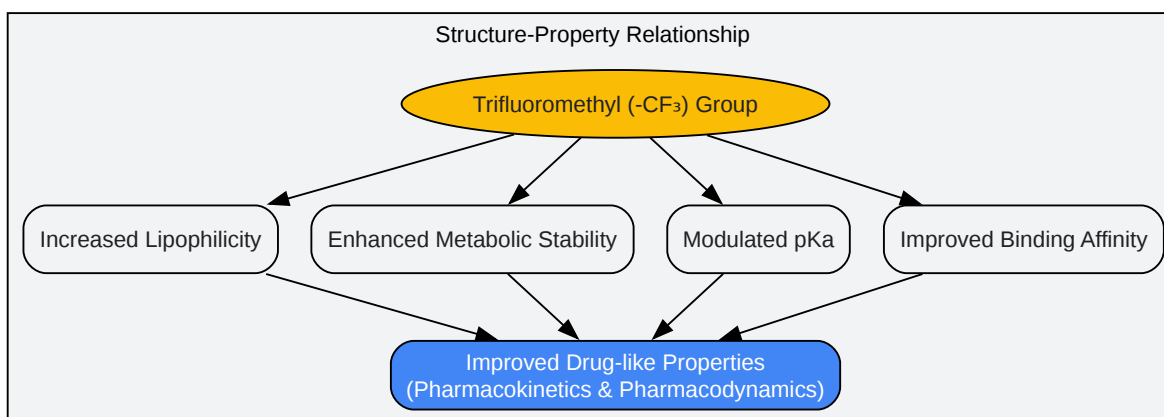 Structure-Property Relationship
Trifluoromethyl (-CF₃) Group
Increased Lipophilicity
Enhanced Metabolic Stability
Modulated pKa
Improved Binding Affinity
Improved Drug-like Properties
(Pharmacokinetics & Pharmacodynamics)